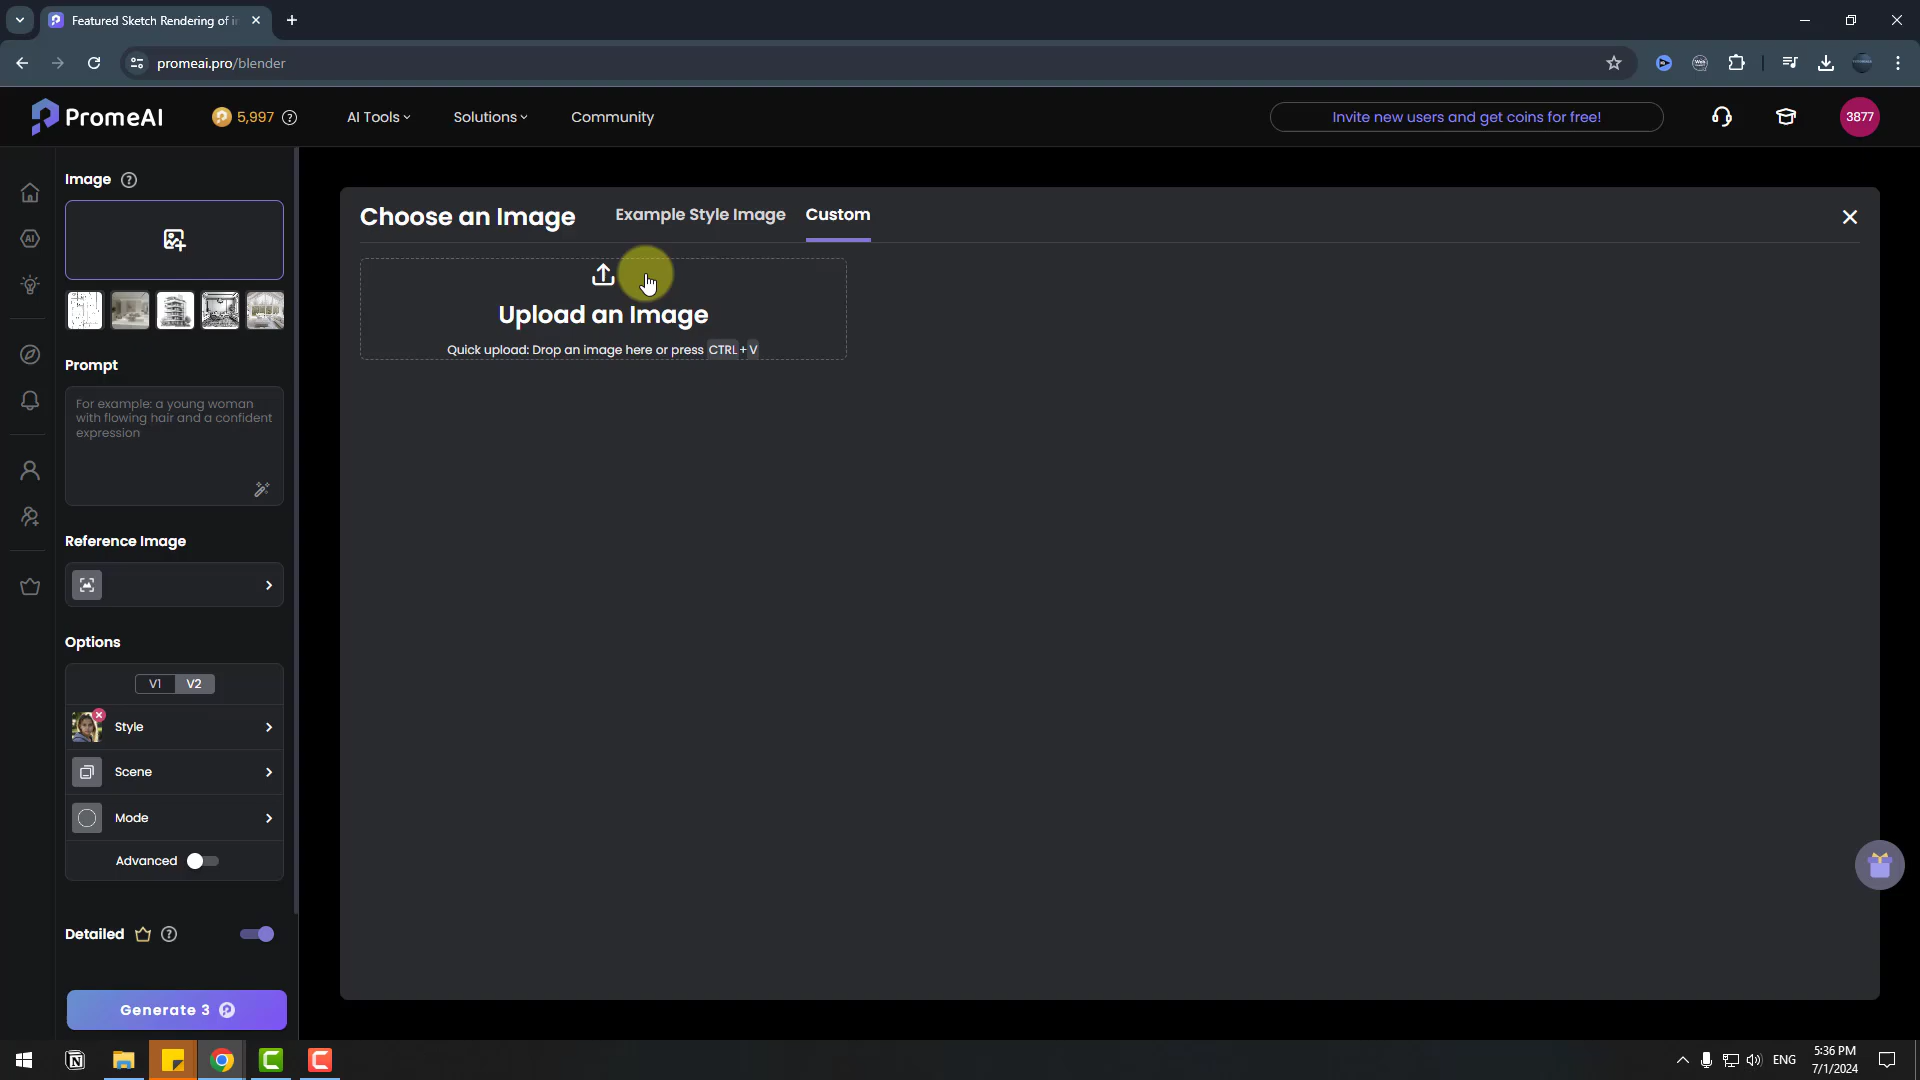 Featured Sketch Rendering of in
promeai.pro/blender
PromeAI
5,997
AI Tools
Solutions
Community
Invite new users and get coins for free!
3877
Image
Choose an Image
Example Style Image
Custom
Upload an Image
Quick upload: Drop an image here or press CTRL + V
Prompt
For example: a young woman
with flowing hair and a confident
expression
Reference Image
Options
V1
V2
Style
Scene
Mode
Advanced
Detailed
Generate 3
ENG
5:36 PM
7/1/2024